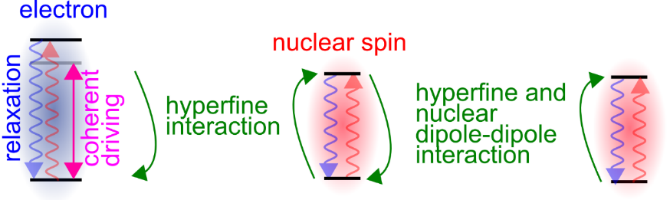 electron
relaxation
coherent
driving
hyperfine
interaction
nuclear spin
hyperfine and
nuclear
dipole-dipole
interaction